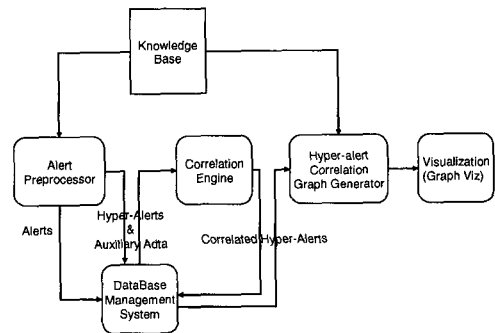 Knowledge
Base
Alert
Preprocessor
Correlation
Engine
Hyper-alert
Correlation
Graph Generator
Visualization
(Graph Viz)
Alerts
Hyper-Alerts
&
Auxiliary Adta
Correlated Hyper-Alerts
DataBase
Management
System